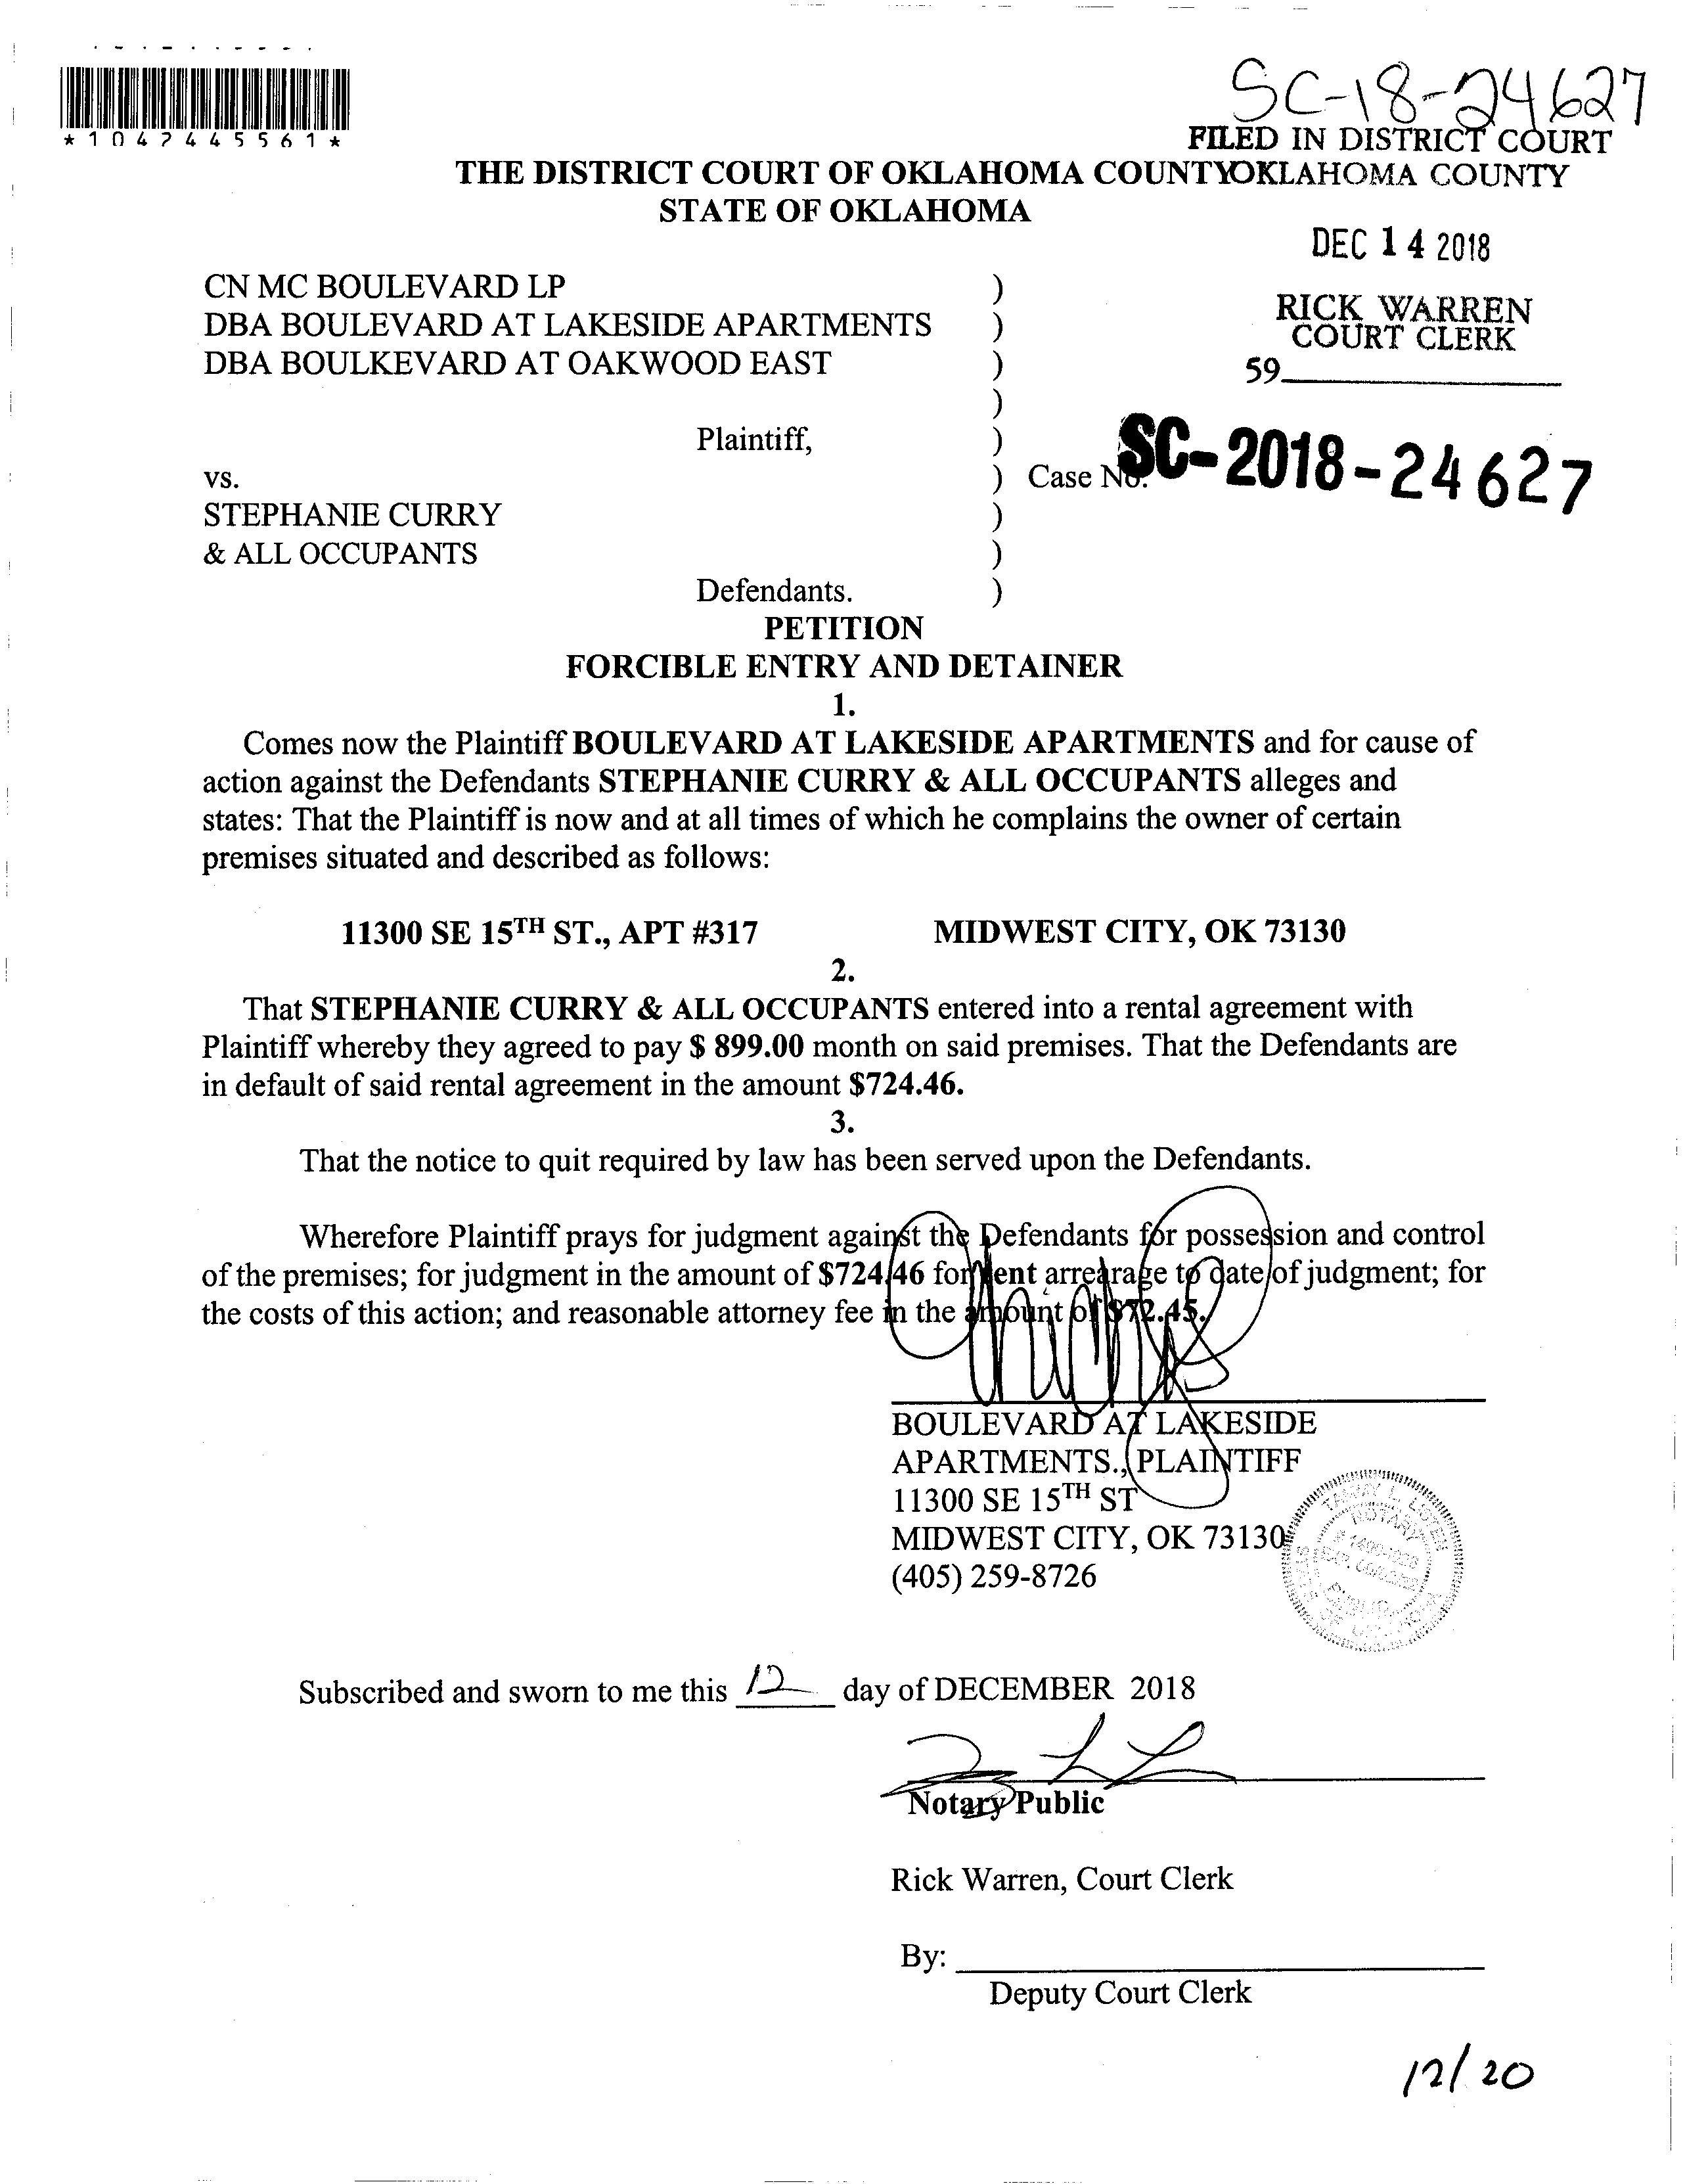 SC-18-24627
*1042445561*
FILED IN DISTRICT COURT
THE DISTRICT COURT OF OKLAHOMA COUNTY OKLAHOMA COUNTY
STATE OF OKLAHOMA
DEC 14 2018
CN MC BOULEVARD LP )
DBA BOULEVARD AT LAKESIDE APARTMENTS )
DBA BOULKEVARD AT OAKWOOD EAST )
RICK WARREN
COURT CLERK
59
)
Plaintiff, )
vs. ) Case No. SC-2018-24627
STEPHANIE CURRY )
& ALL OCCUPANTS )
Defendants. )
PETITION
FORCIBLE ENTRY AND DETAINER
1.
Comes now the Plaintiff BOULEVARD AT LAKESIDE APARTMENTS and for cause of
action against the Defendants STEPHANIE CURRY & ALL OCCUPANTS alleges and
states: That the Plaintiff is now and at all times of which he complains the owner of certain
premises situated and described as follows:
11300 SE 15TH ST., APT #317 MIDWEST CITY, OK 73130
2.
That STEPHANIE CURRY & ALL OCCUPANTS entered into a rental agreement with
Plaintiff whereby they agreed to pay $ 899.00 month on said premises. That the Defendants are
in default of said rental agreement in the amount $724.46.
3.
That the notice to quit required by law has been served upon the Defendants.
Wherefore Plaintiff prays for judgment against the Defendants for possession and control
of the premises; for judgment in the amount of $724.46 for rent arrearage to date of judgment; for
the costs of this action; and reasonable attorney fee in the amount of $72.45.
BOULEVARD AT LAKESIDE
APARTMENTS., PLAINTIFF
11300 SE 15TH ST
MIDWEST CITY, OK 73130
(405) 259-8726
NOTARY
PUBLIC
Subscribed and sworn to me this 12 day of DECEMBER 2018
Notary Public
Rick Warren, Court Clerk
By:
Deputy Court Clerk
12/20